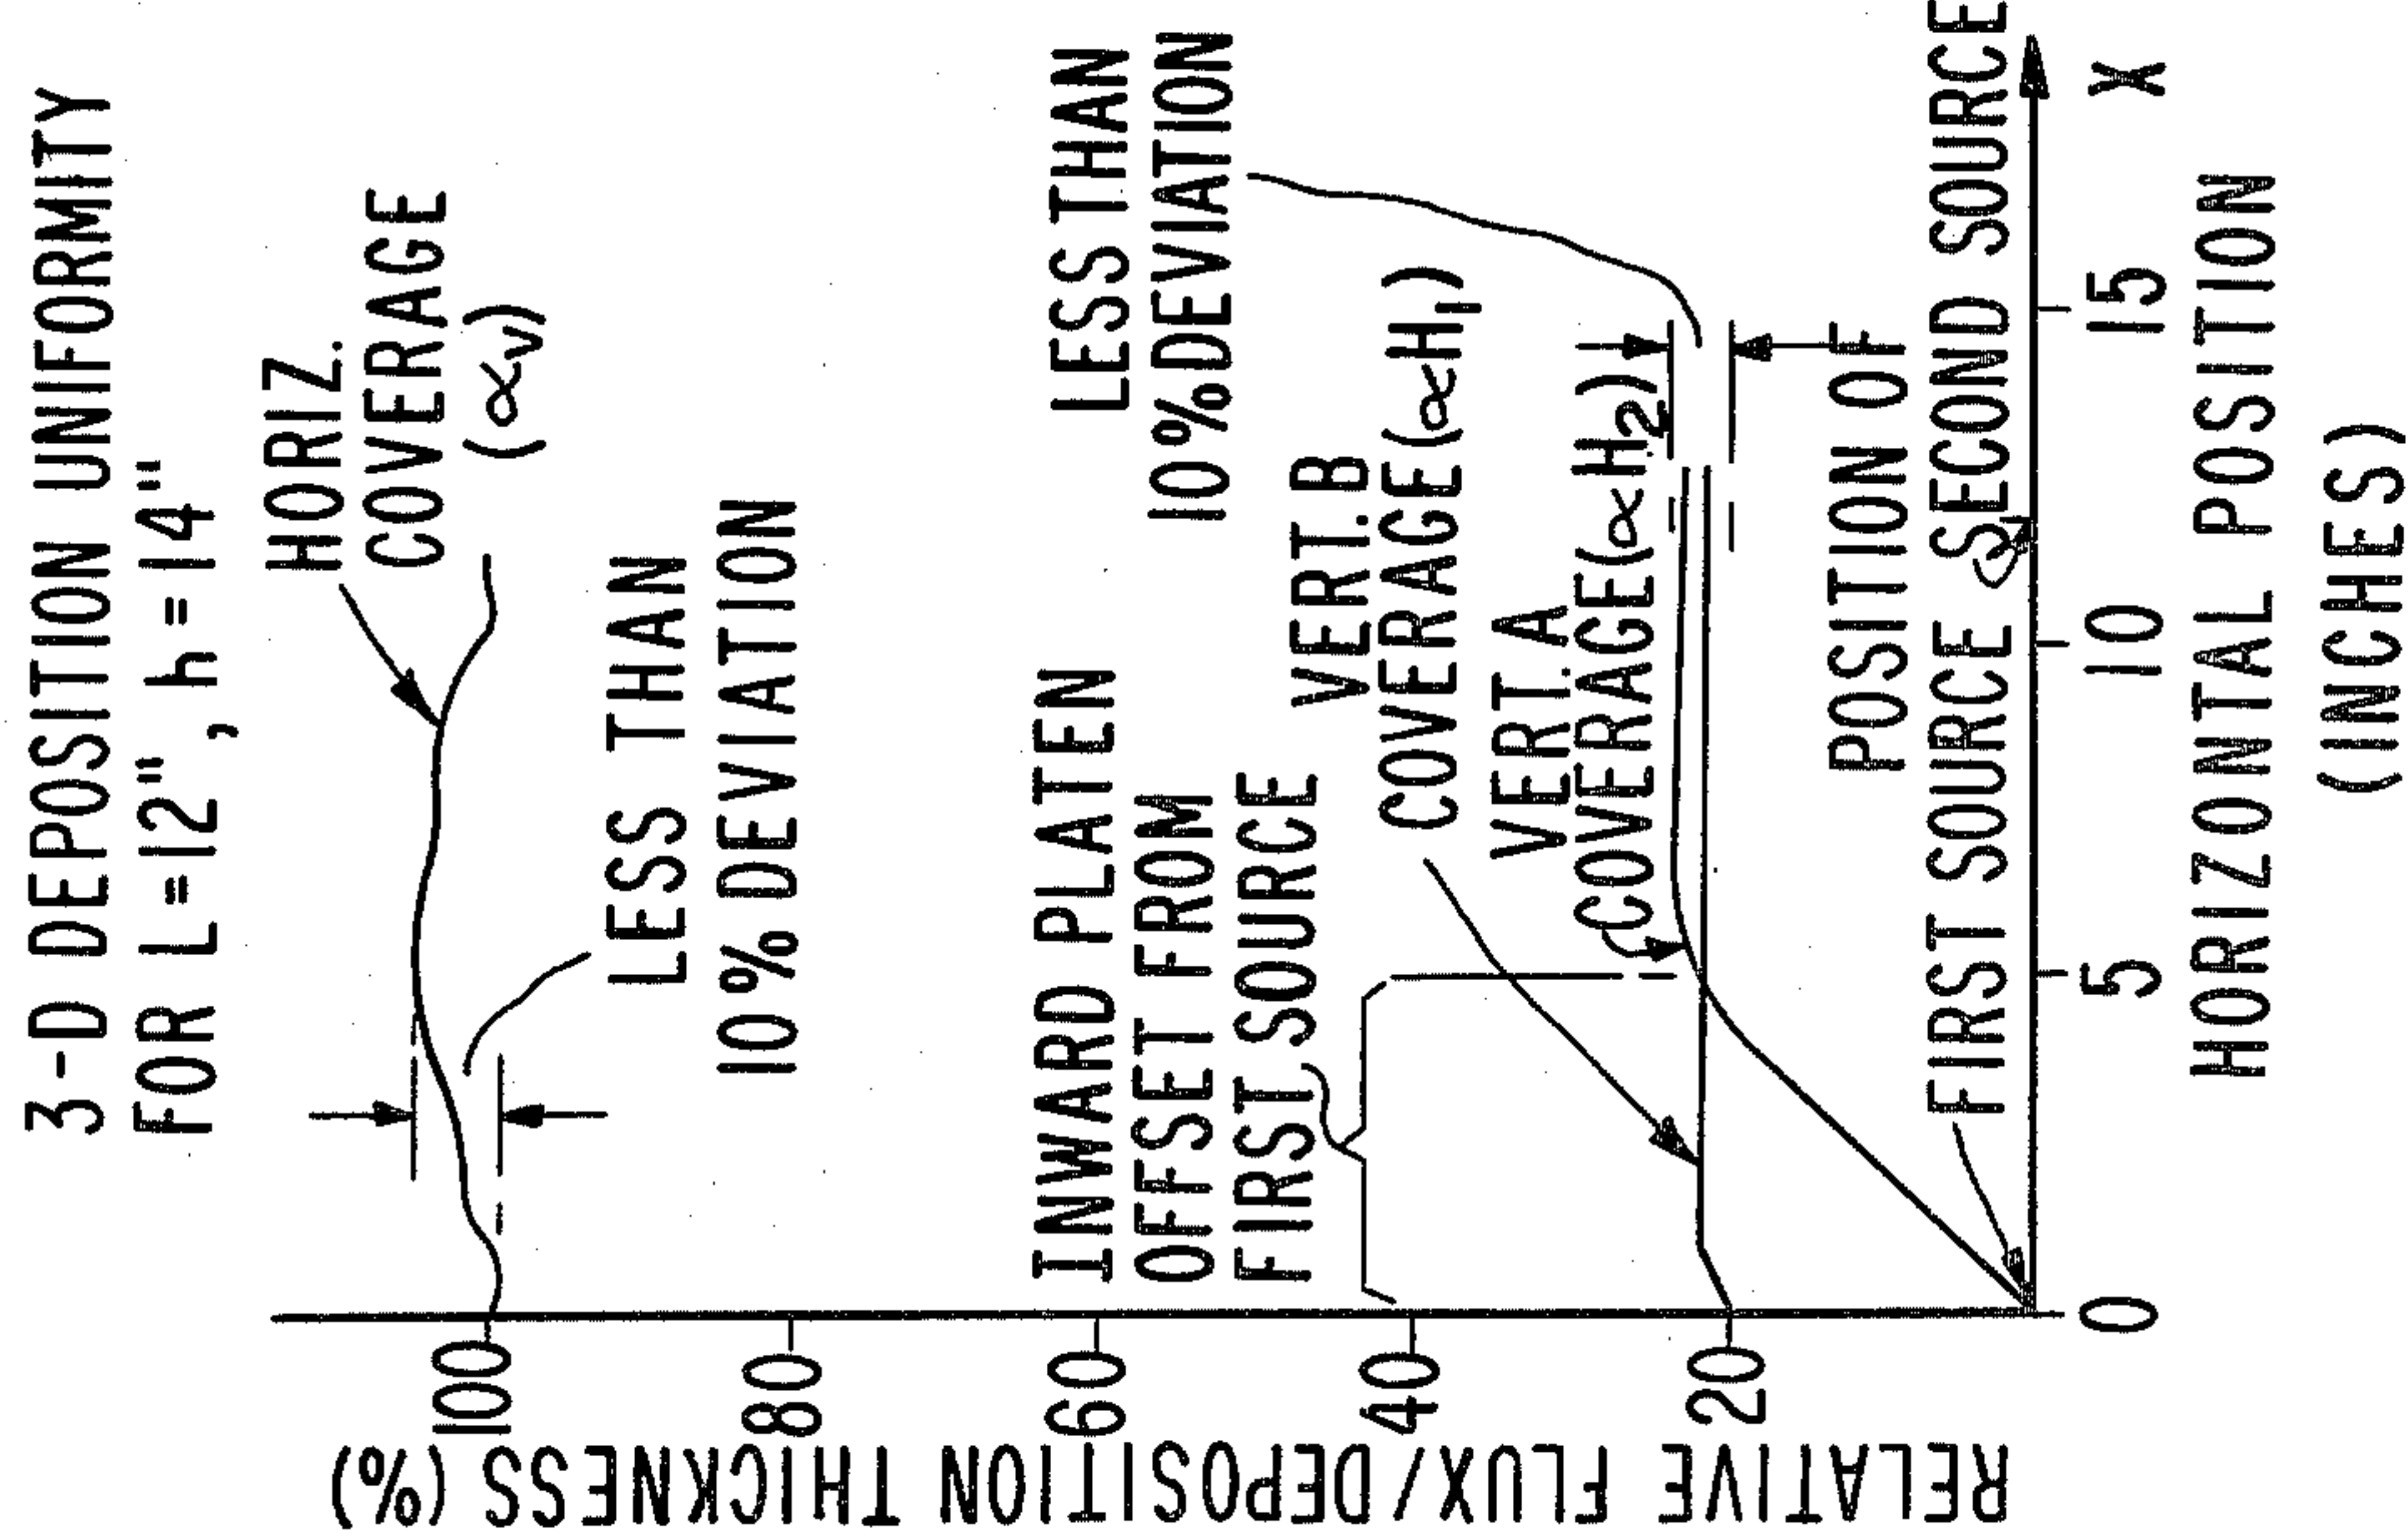 3-D DEPOSITION UNIFORMITY
FOR L=12", h=14"
HORIZ.
COVERAGE
(∝v)
LESS THAN
10% DEVIATION
INWARD PLATEN
OFFSET FROM
FIRST SOURCE
LESS THAN
10% DEVIATION
VERT. B
COVERAGE(∝H1)
VERT. A
COVERAGE(∝H2)
POSITION OF
FIRST SOURCE
SECOND SOURCE
RELATIVE FLUX/DEPOSITION THICKNESS (%)
100
80
60
40
20
0
5
10
15
X
HORIZONTAL POSITION
(INCHES)